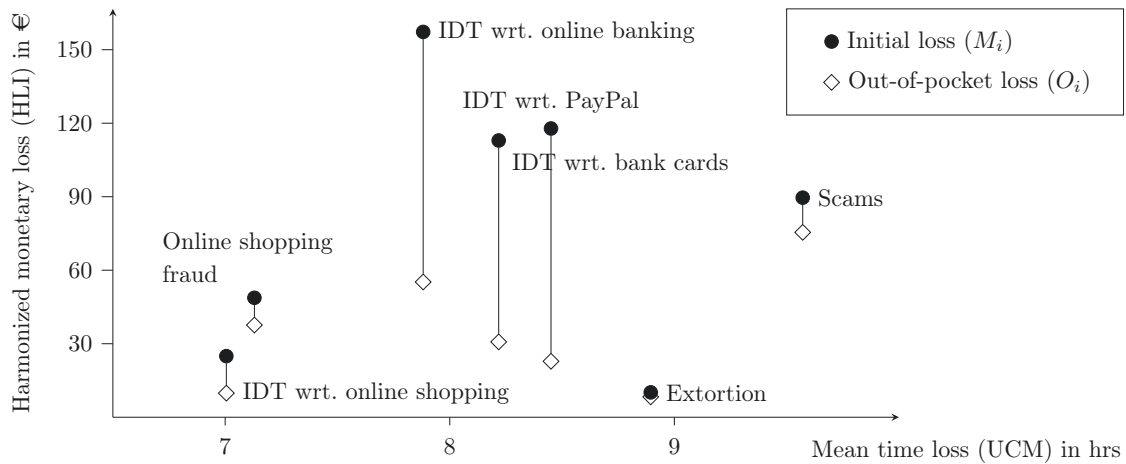 Harmonized monetary loss (HLI) in €
150
120
90
60
30
7
8
9
Mean time loss (UCM) in hrs
Initial loss (Mᵢ)
Out-of-pocket loss (Oᵢ)
IDT wrt. online banking
IDT wrt. PayPal
IDT wrt. bank cards
Scams
Online shopping
fraud
IDT wrt. online shopping
Extortion